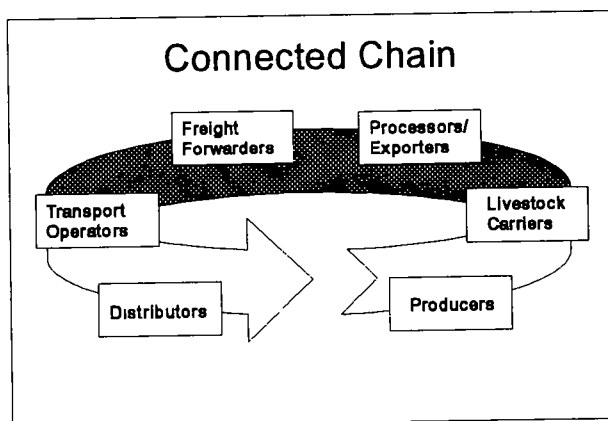 Connected Chain
Freight
Forwarders
Processors/
Exporters
Transport
Operators
Livestock
Carriers
Distributors
Producers